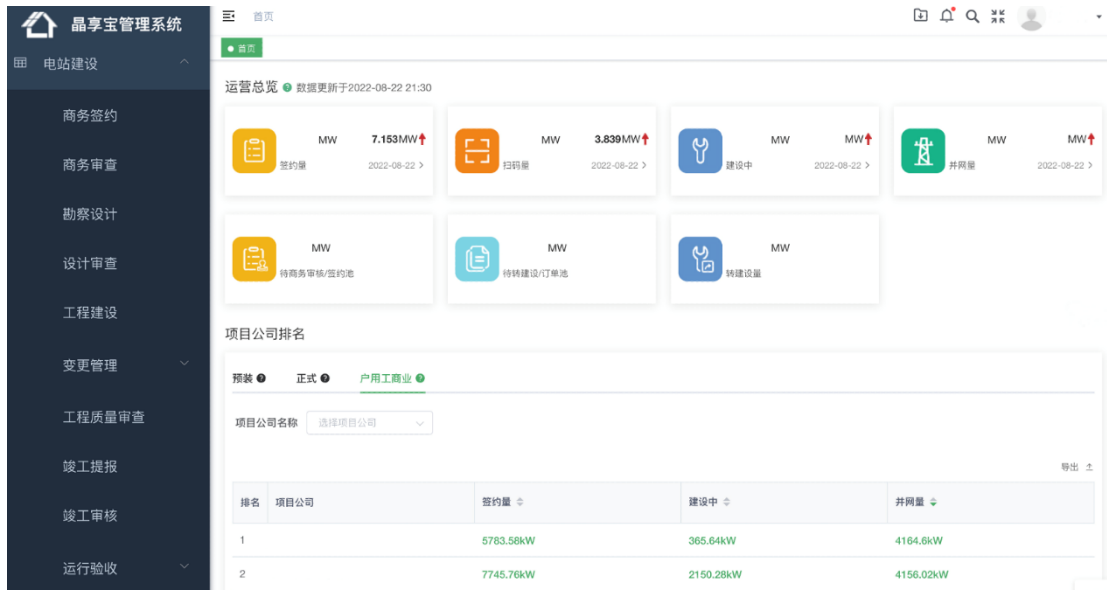 晶享宝管理系统
电站建设
商务签约
商务审查
勘察设计
设计审查
工程建设
变更管理
工程质量审查
竣工提报
竣工审核
运行验收
首页
首页
运营总览 数据更新于2022-08-22 21:30
MW 7.153MW
签约量 2022-08-22
MW 3.839MW
扫码量 2022-08-22
MW MW
建设中 2022-08-22
MW MW
并网量 2022-08-22
MW
待商务审核/签约池
MW
待转建设/订单池
MW
转建设量
项目公司排名
预装 正式 户用工商业
项目公司名称 选择项目公司
导出
排名 项目公司 签约量 建设中 并网量
1 5783.58kW 365.64kW 4164.6kW
2 7745.76kW 2150.28kW 4156.02kW